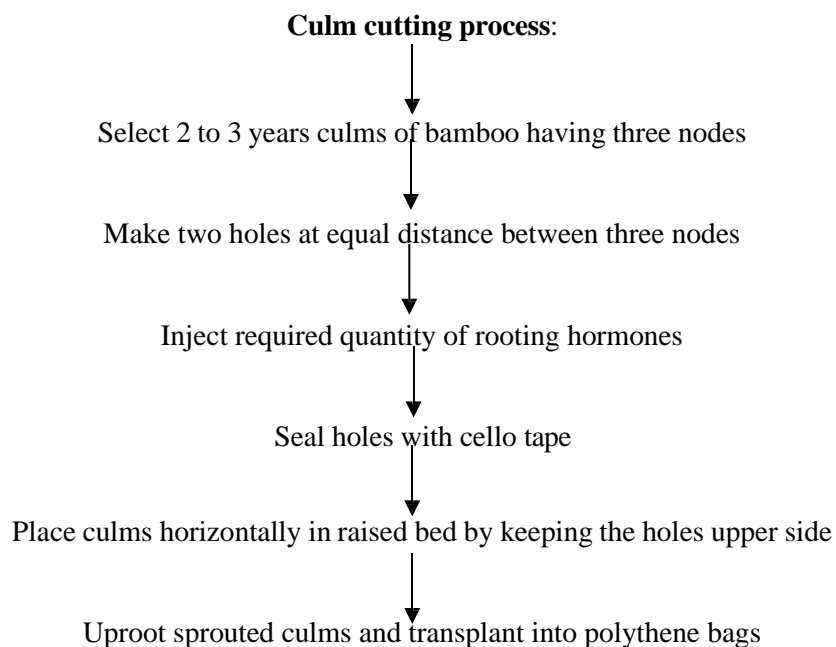 Culm cutting process:
Select 2 to 3 years culms of bamboo having three nodes
Make two holes at equal distance between three nodes
Inject required quantity of rooting hormones
Seal holes with cello tape
Place culms horizontally in raised bed by keeping the holes upper side
Uproot sprouted culms and transplant into polythene bags